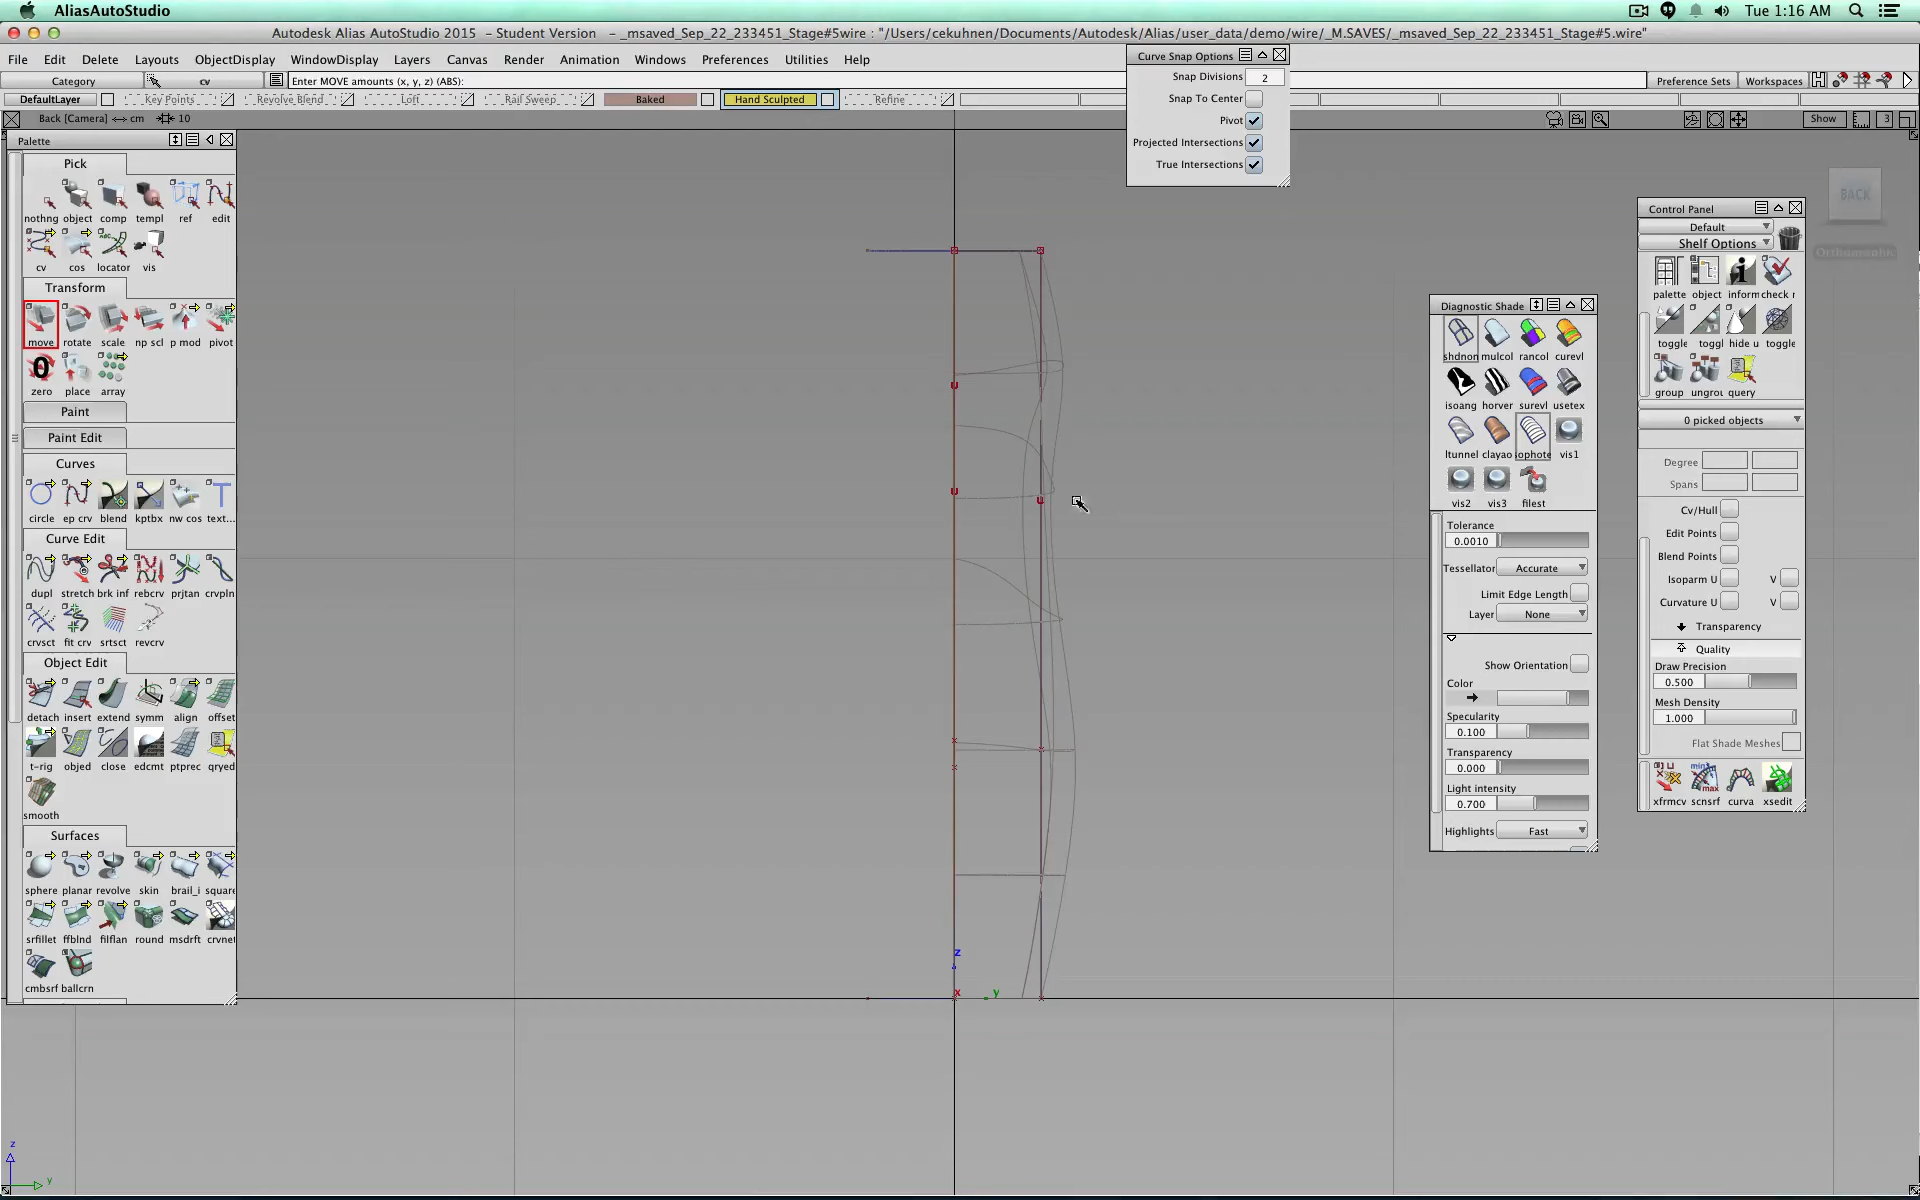 AliasAutoStudio
Tue 1:16 AM
Autodesk Alias AutoStudio 2015 - Student Version - _msaved_Sep_22_233451_Stage#5wire : "/Users/cekuhnen/Documents/Autodesk/Alias/user_data/demo/wire/_M.SAVES/_msaved_Sep_22_233451_Stage#5.wire"
File Edit Delete Layouts ObjectDisplay WindowDisplay Layers Canvas Render Animation Windows Preferences Utilities Help
Category cv Enter MOVE amounts (x, y, z) (ABS): Preference Sets Workspaces
DefaultLayer Key Points Revolve Blend Loft Rail Sweep Baked Hand Sculpted Refine
Back [Camera] cm 10 Show 3
Curve Snap Options
Snap Divisions 2
Snap To Center
Pivot
Projected Intersections
True Intersections
Palette
Pick
nothng object comp templ ref edit
cv cos locator vis
Transform
move rotate scale np scl p mod pivot
zero place array
Paint
Paint Edit
Curves
circle ep crv blend kptbx nw cos text...
Curve Edit
dupl stretch brk inf rebcrv prjtan crvpln
crvsct fit crv srtsct revcrv
Object Edit
detach insert extend symm align offset
t-rig objed close edcmt ptprec qryed
smooth
Surfaces
sphere planar revolve skin brail_i square
srfillet ffblnd filflan round msdrft crvnet
cmbsrf ballcrn
z
x
y
z
y
Diagnostic Shade
shdnon mulcol rancol curevl
isoang horver surevl usetex
ltunnel clayao ophote vis1
vis2 vis3 filest
Tolerance
0.0010
Tessellator Accurate
Limit Edge Length
Layer None
Show Orientation
Color
Specularity
0.100
Transparency
0.000
Light intensity
0.700
Highlights Fast
BACK
Control Panel
Default
Shelf Options
palette object inform check r
toggle toggl hide u toggle
group ungrou query
0 picked objects
Degree
Spans
Cv/Hull
Edit Points
Blend Points
Isoparm U V
Curvature U V
Transparency
Quality
Draw Precision
0.500
Mesh Density
1.000
Flat Shade Meshes
xfrmcv scnsrf curva xsedit